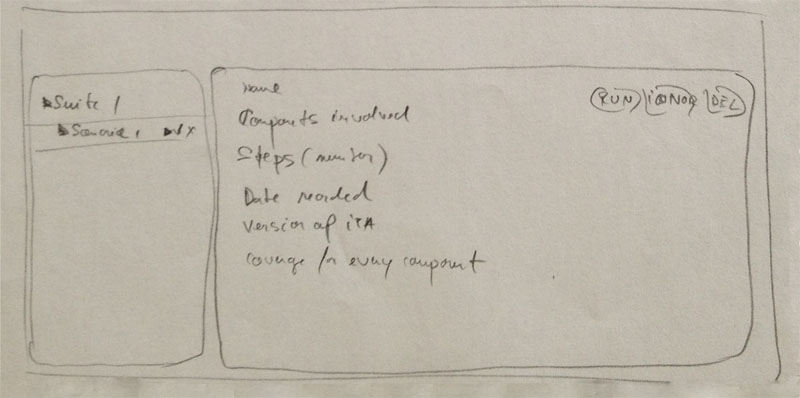 Suite 1
Scenario 1
Name
RUN IGNOR DEL
Components involved
Steps (number)
Date recorded
Version of ITA
Coverage for every component